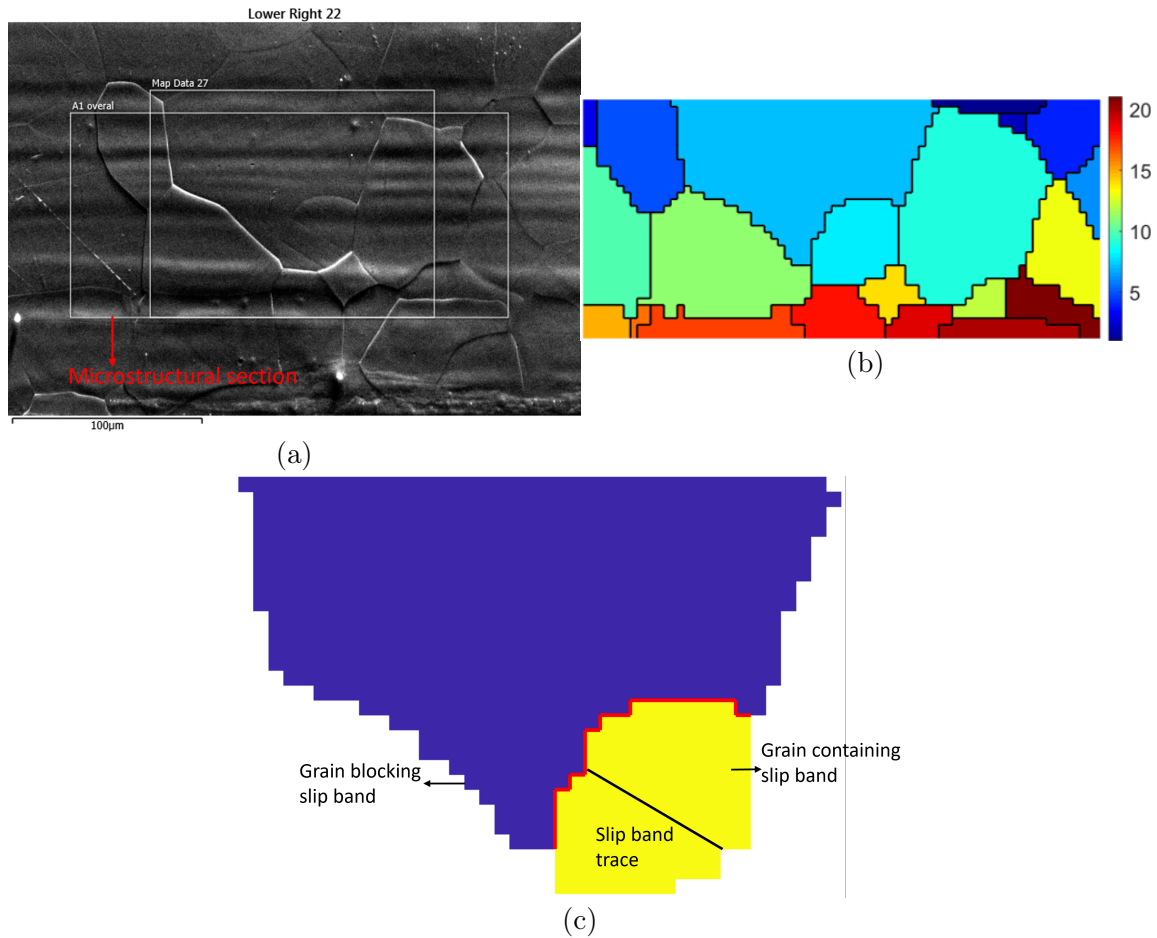 Lower Right 22
Map Data 27
A1 overal
Microstructural section
100μm
(a)
20
15
10
5
(b)
Grain blocking
slip band
Slip band
trace
Grain containing
slip band
(c)